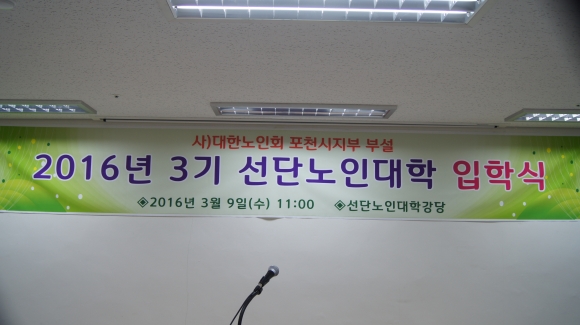 사)대한노인회 포천시지부 부설
2016년 3기 선단노인대학 입학식
◈2016년 3월 9일(수) 11:00 ◈선단노인대학강당